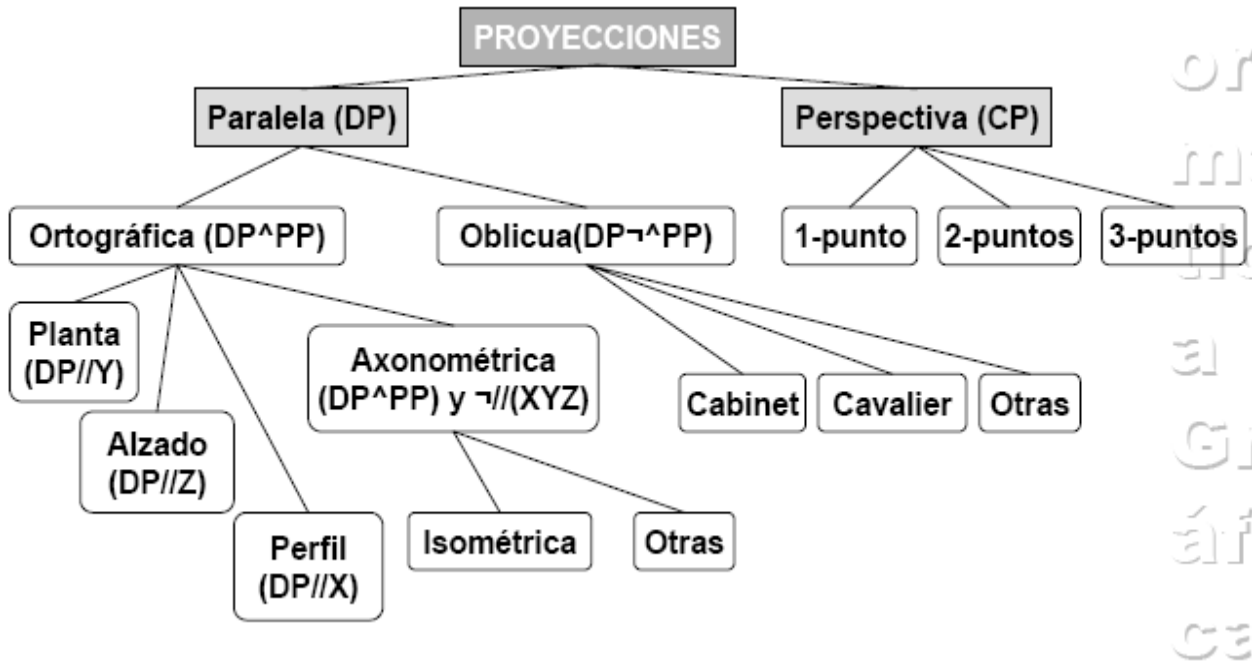 PROYECCIONES
Paralela (DP)
Perspectiva (CP)
Ortográfica (DP^PP)
Oblicua(DP¬^PP)
1-punto
2-puntos
3-puntos
Planta
(DP//Y)
Alzado
(DP//Z)
Perfil
(DP//X)
Axonométrica
(DP^PP) y ¬//(XYZ)
Isométrica
Otras
Cabinet
Cavalier
Otras
a